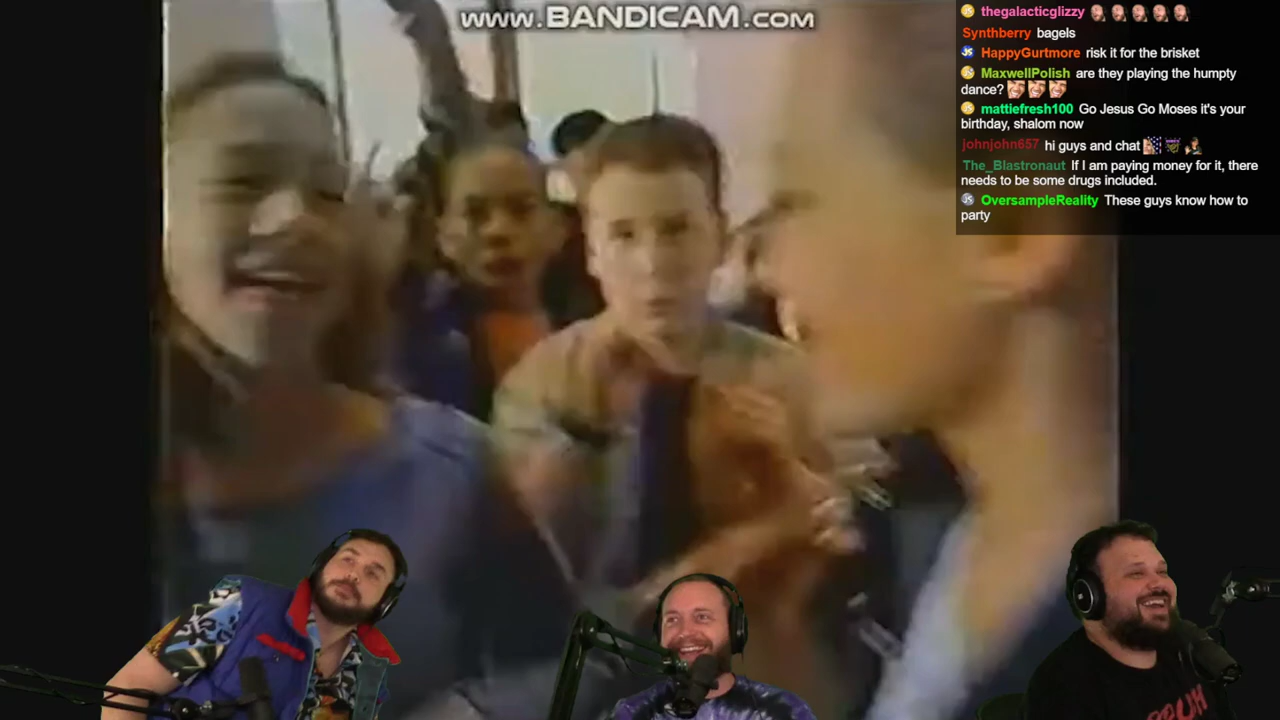 www.BANDICAM.com
thegalacticglizzy
Synthberry bagels
HappyGurtmore risk it for the brisket
MaxwellPolish are they playing the humpty
dance?
mattiefresh100 Go Jesus Go Moses it's your
birthday, shalom now
johnjohn657 hi guys and chat
The_Blastronaut If I am paying money for it, there
needs to be some drugs included.
OversampleReality These guys know how to
party